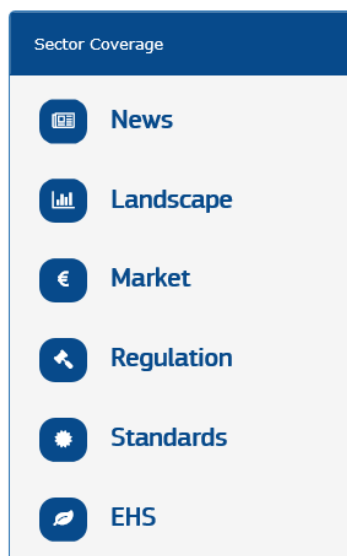 Sector Coverage
News
Landscape
Market
Regulation
Standards
EHS